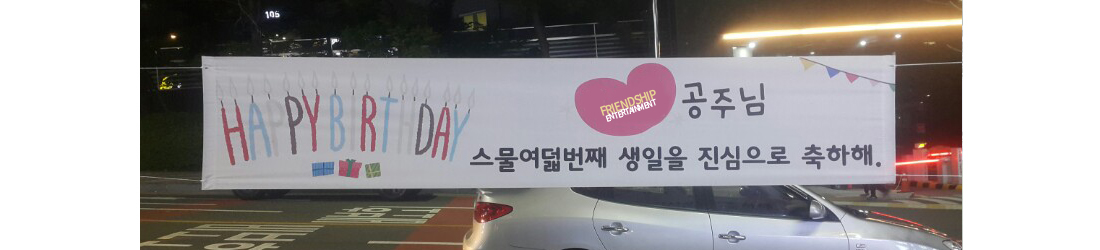 105
HAPPY BIRTHDAY
FRIENDSHIP
ENTERTAINMENT
공주님
스물여덟번째 생일을 진심으로 축하해.